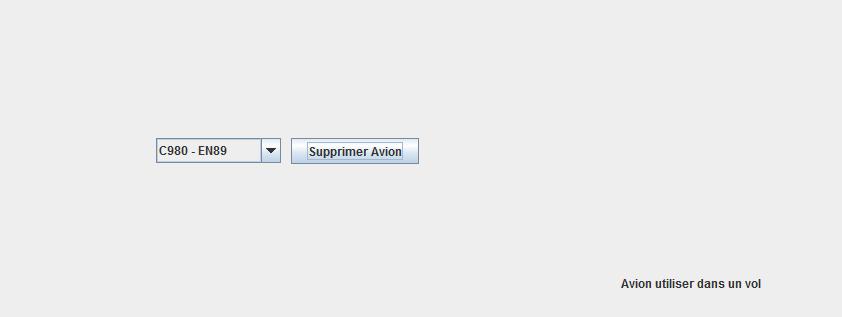 C980 - EN89
Supprimer Avion
Avion utiliser dans un vol